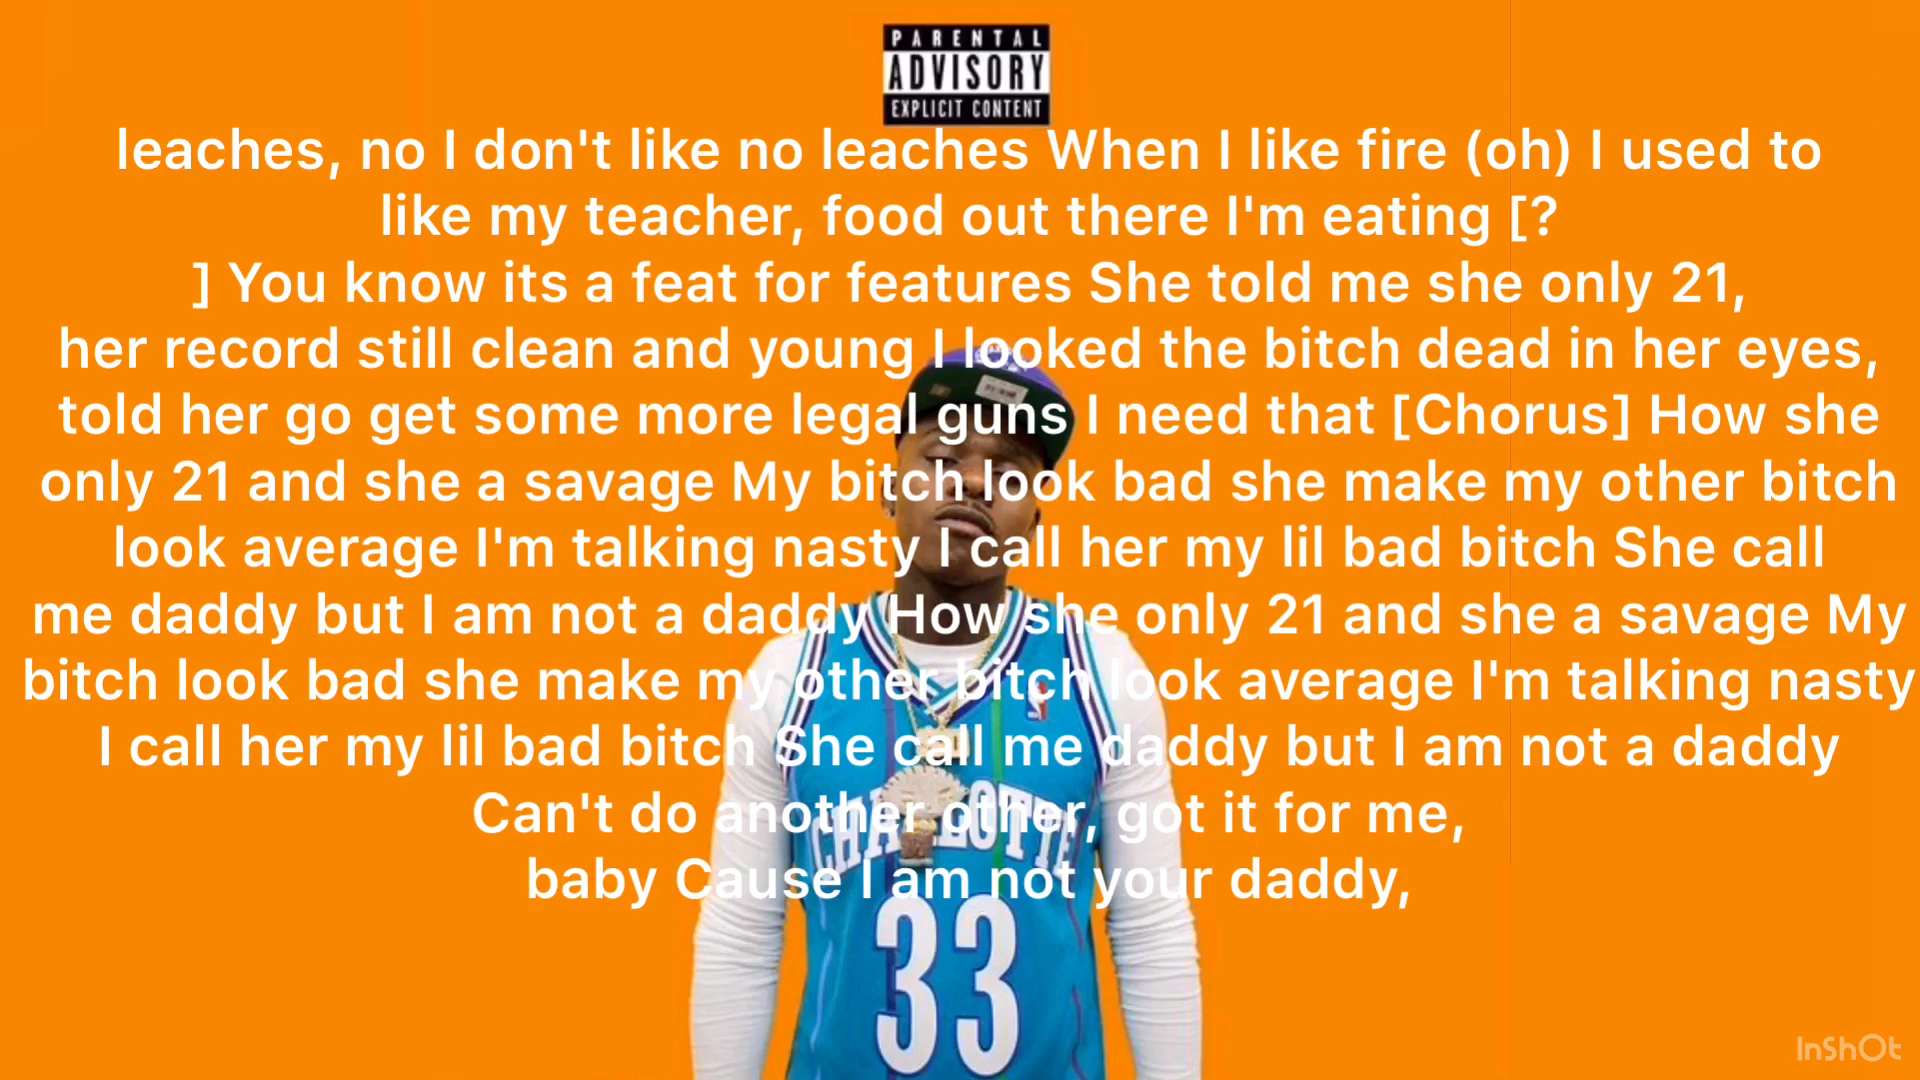 PARENTAL
ADVISORY
EXPLICIT CONTENT
leaches, no I don't like no leaches When I like fire (oh) I used to
like my teacher, food out there I'm eating [?
] You know its a feat for features She told me she only 21,
her record still clean and young I looked the bitch dead in her eyes,
told her go get some more legal guns I need that [Chorus] How she
only 21 and she a savage My bitch look bad she make my other bitch
look average I'm talking nasty I call her my lil bad bitch She call
me daddy but I am not a daddy How she only 21 and she a savage My
bitch look bad she make my other bitch look average I'm talking nasty
I call her my lil bad bitch She call me daddy but I am not a daddy
Can't do another other, got it for me,
baby Cause I am not your daddy,
CHARLOTTE
33
InShOt